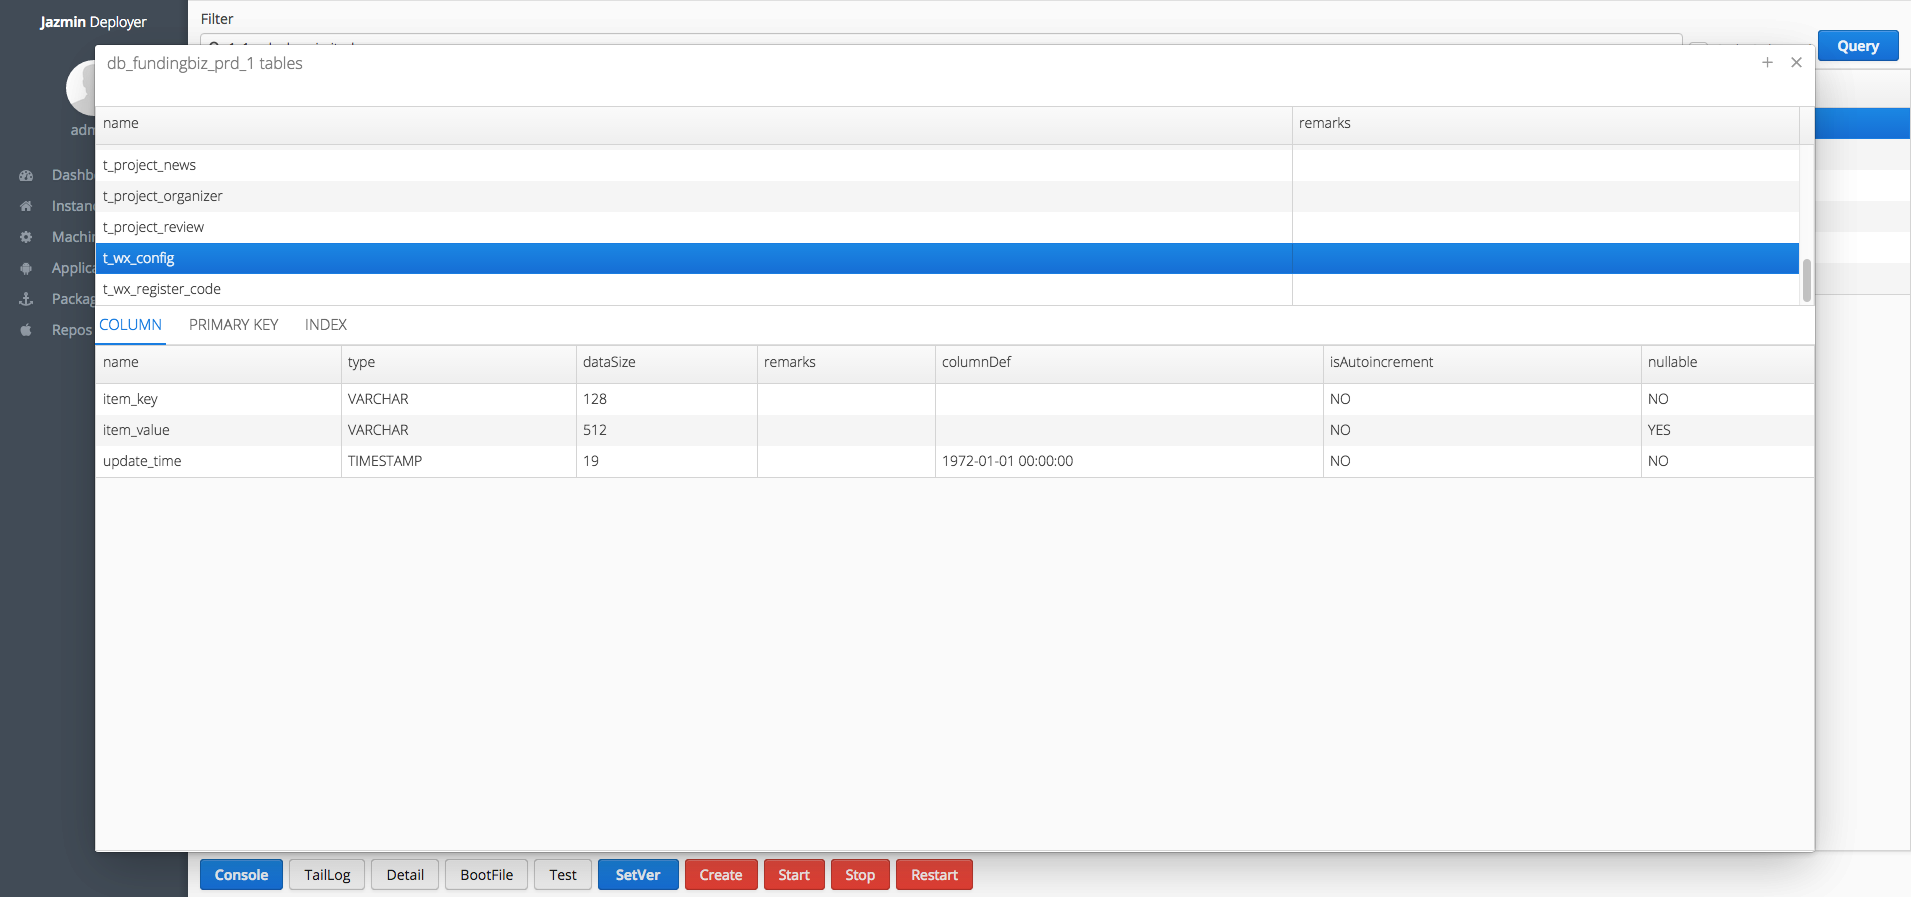 Jazmin Deployer
Filter
Query
db_fundingbiz_prd_1 tables
name remarks
t_project_news
t_project_organizer
t_project_review
t_wx_config
t_wx_register_code
COLUMN PRIMARY KEY INDEX
name type dataSize remarks columnDef isAutoincrement nullable
item_key VARCHAR 128 NO NO
item_value VARCHAR 512 NO YES
update_time TIMESTAMP 19 1972-01-01 00:00:00 NO NO
adm
Dashb
Instan
Machin
Applica
Packag
Repos
Console TailLog Detail BootFile Test SetVer Create Start Stop Restart